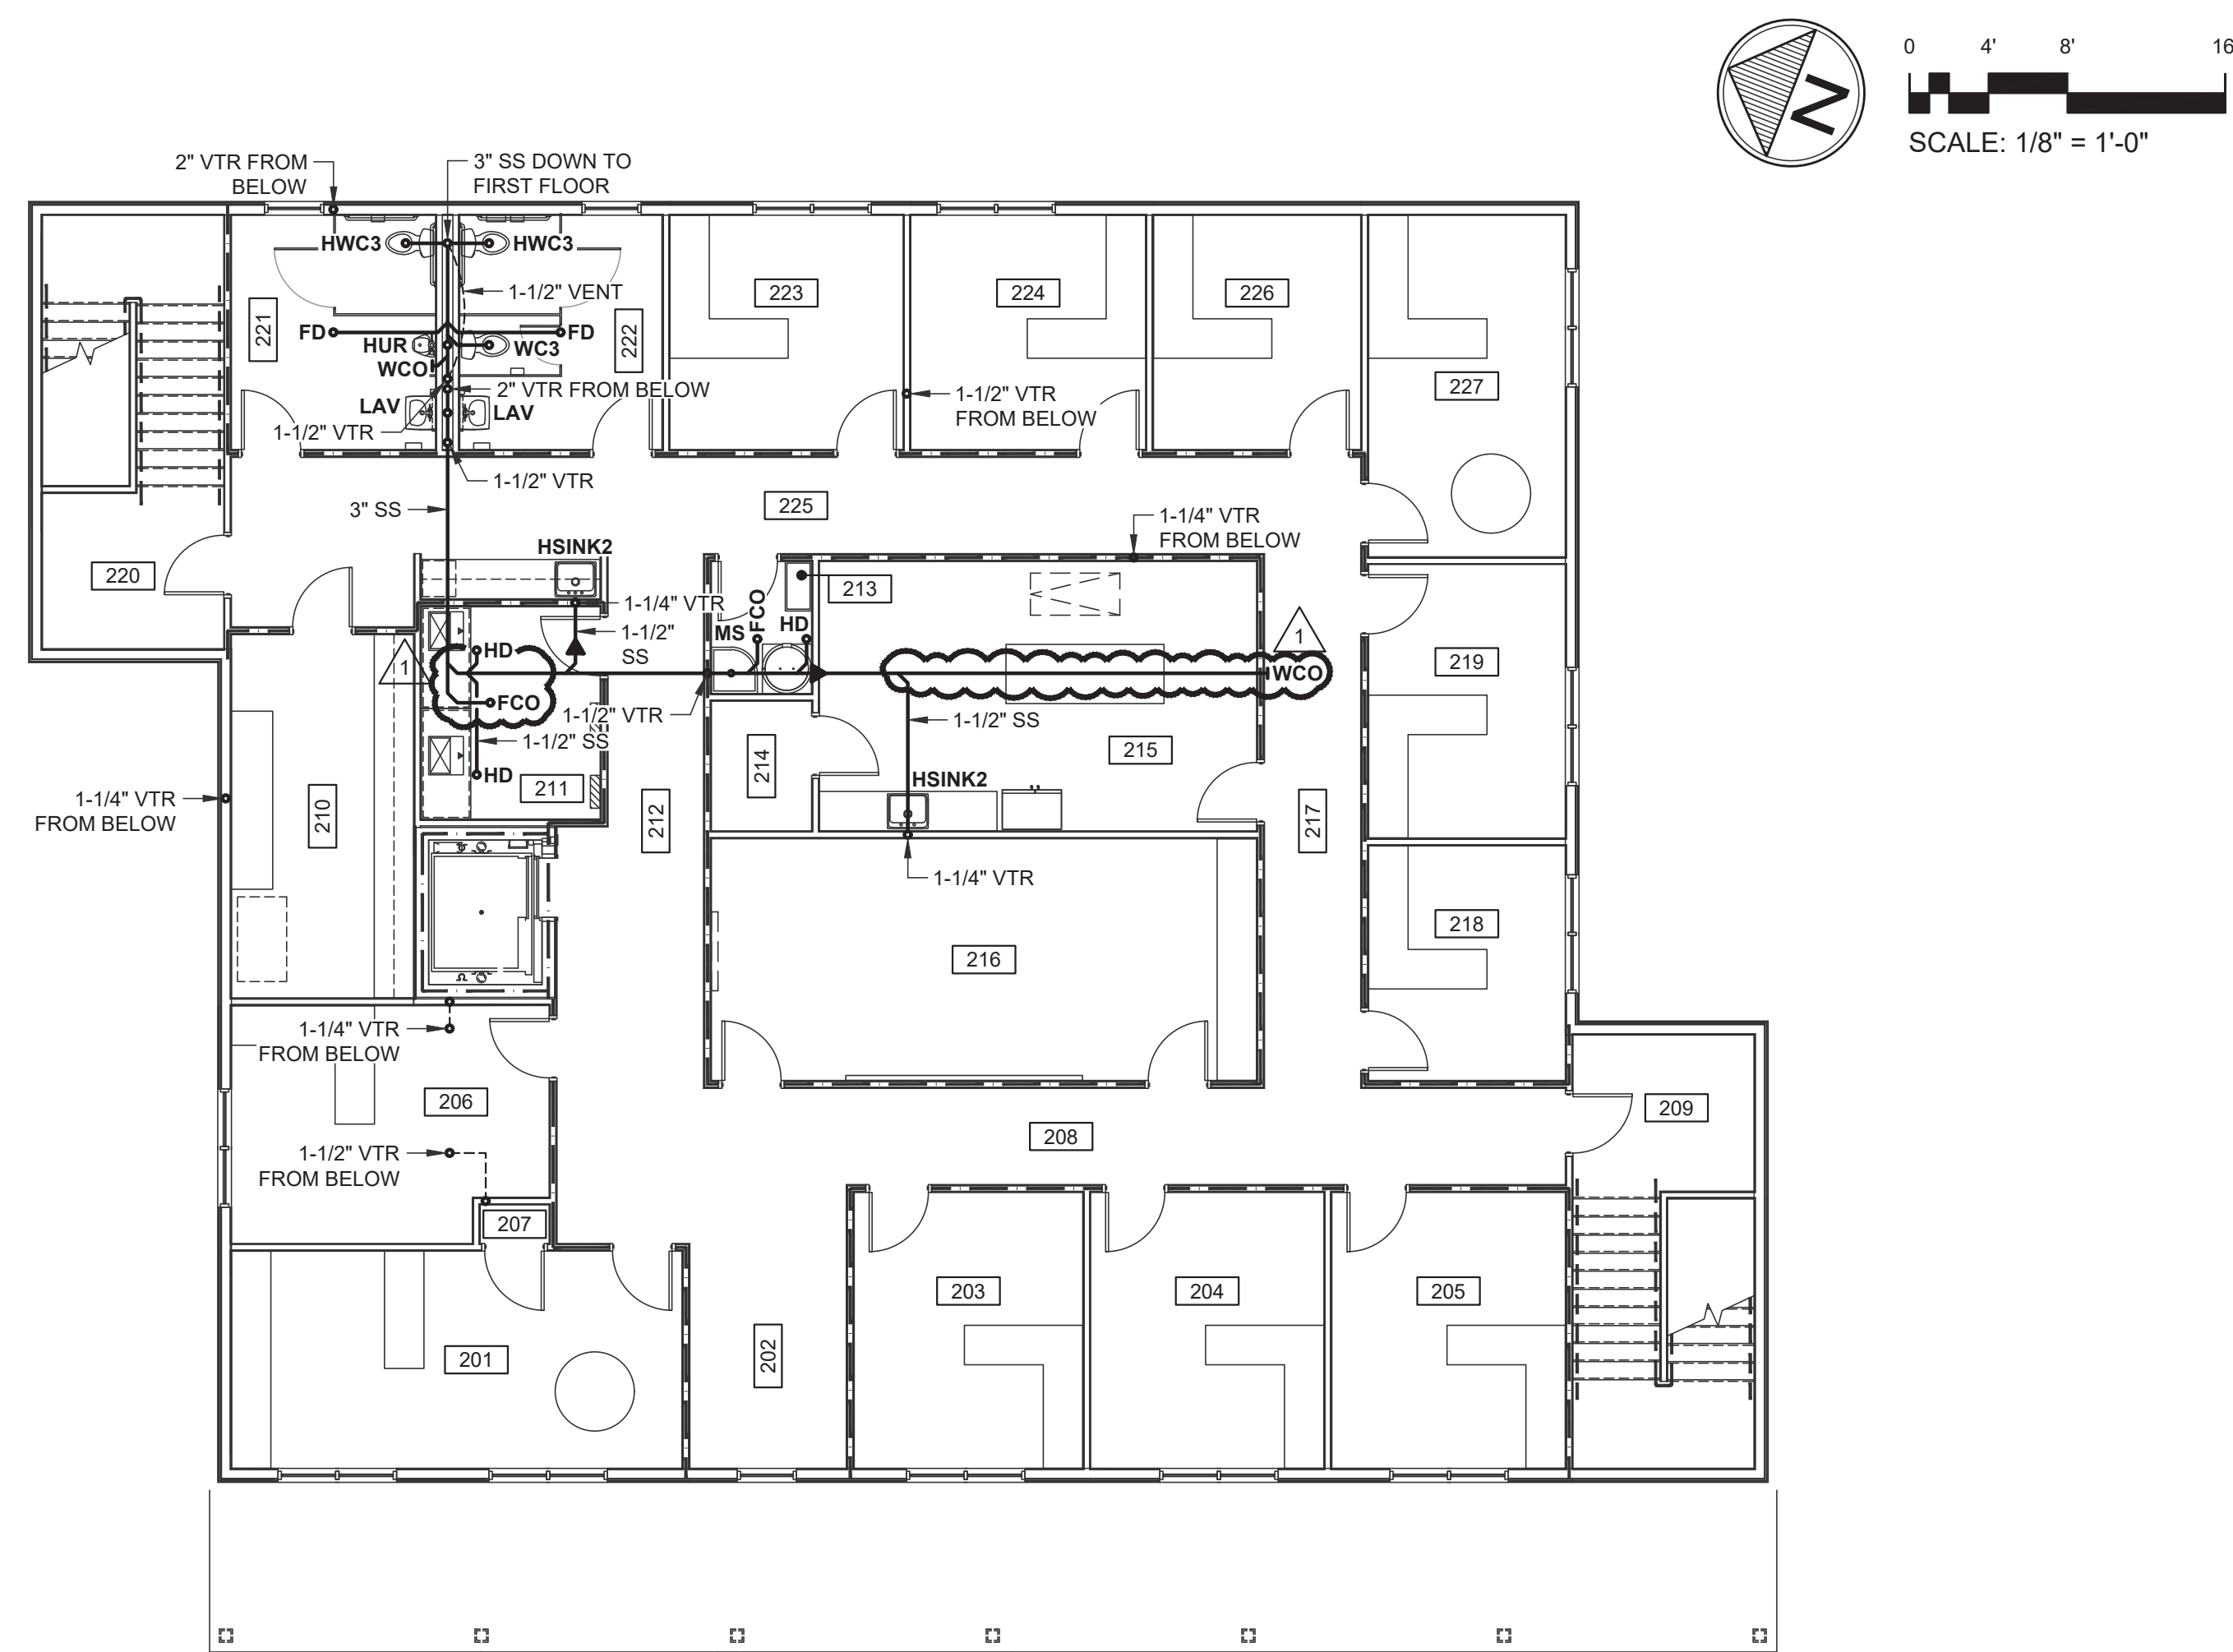 0 4' 8' 16
N
SCALE: 1/8" = 1'-0"
2" VTR FROM
BELOW
3" SS DOWN TO
FIRST FLOOR
HWC3
HWC3
1-1/2" VENT
223
224
226
221
222
FD
FD
HUR
WC3
WCO
2" VTR FROM BELOW
227
1-1/2" VTR
FROM BELOW
LAV
LAV
1-1/2" VTR
1-1/2" VTR
3" SS
225
1-1/4" VTR
FROM BELOW
HSINK2
220
213
1-1/4" VTR
FCO
MS
HD
1-1/2"
SS
1
1
HD
219
WCO
FCO
1-1/2" VTR
1-1/2" SS
1-1/2" SS
214
215
HD
211
HSINK2
1-1/4" VTR
FROM BELOW
210
212
217
1-1/4" VTR
218
216
1-1/4" VTR
FROM BELOW
206
209
208
1-1/2" VTR
FROM BELOW
207
203
204
205
201
202